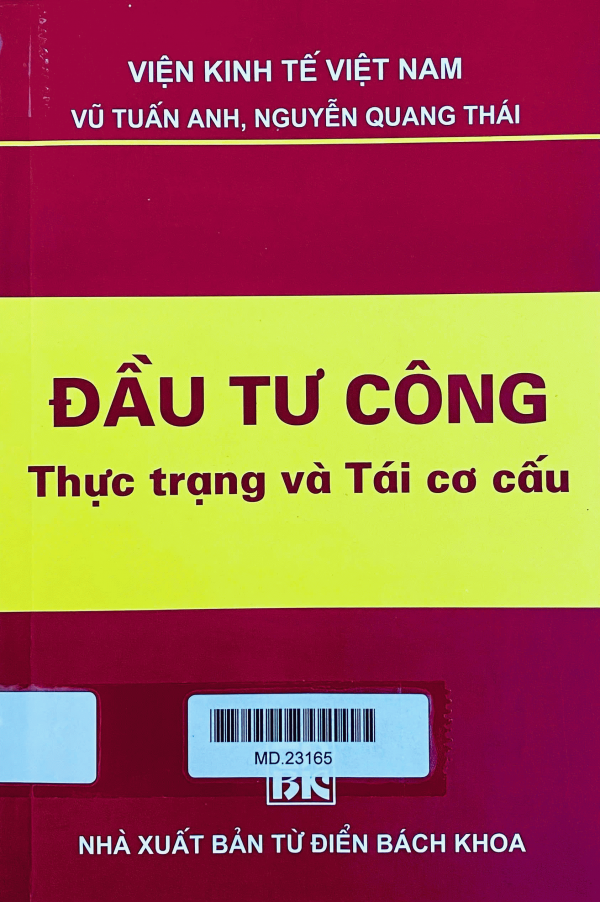 VIỆN KINH TẾ VIỆT NAM
VŨ TUẤN ANH, NGUYỄN QUANG THÁI
ĐẦU TƯ CÔNG
Thực trạng và Tái cơ cấu
MD.23165
NHÀ XUẤT BẢN TỪ ĐIỂN BÁCH KHOA